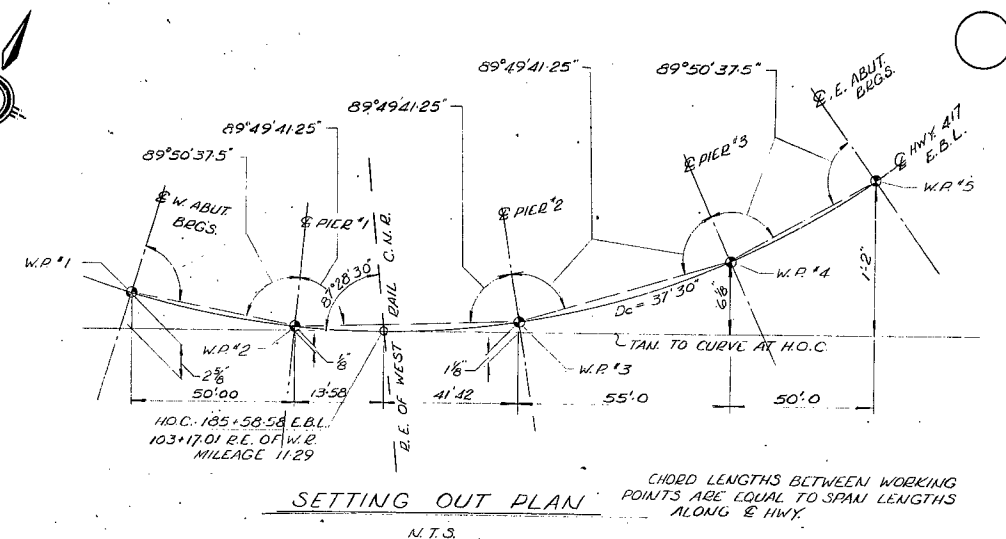 89°49'41·25"
89°50'37·5"
℄ E. ABUT.
BRGS.
89°49'41·25"
89°49'41·25"
℄ HWY. 417
E.B.L.
89°50'37·5"
℄ PIER #3
℄ W. ABUT.
BRGS.
℄ PIER #1
C.N.R.
℄ PIER #2
W.P. #5
W.P. #1
87°28'30"
W.P. #4
1'-2"
RAIL
Dc = 37'30"
6⅛"
TAN. TO CURVE AT H.O.C.
W.P. #2
⅛"
1⅛"
W.P. #3
2⅝"
50'·00
13'·58
41'·42
55'·0
50'·0
R.E. OF WEST
H.O.C. 185+58·58 E.B.L.
103+17.01 R.E. OF W.R.
MILEAGE 11·29
CHORD LENGTHS BETWEEN WORKING
POINTS ARE EQUAL TO SPAN LENGTHS
ALONG ℄ HWY.
SETTING OUT PLAN
N.T.S.